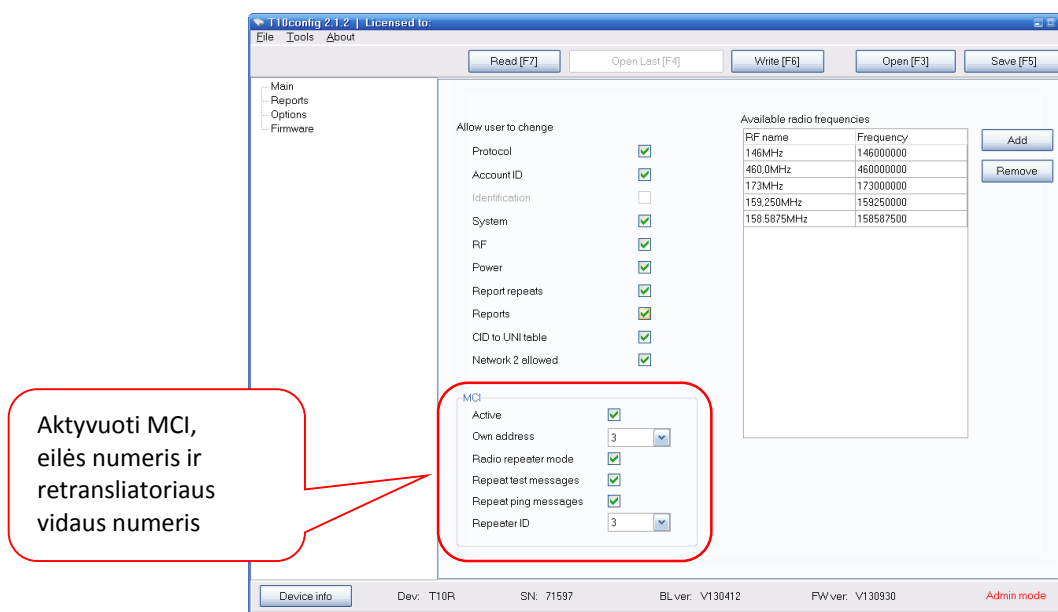 T10config 2.1.2 | Licensed to:
File Tools About
Read [F7] Open Last [F4] Write [F6] Open [F3] Save [F5]
Main
Reports
Options
Firmware
Allow user to change
Protocol
Account ID
Identification
System
RF
Power
Report repeats
Reports
CID to UNI table
Network 2 allowed
MCI
Active
Own address 3
Radio repeater mode
Repeat test messages
Repeat ping messages
Repeater ID 3
Available radio frequencies
RF name Frequency
146MHz 146000000
460,0MHz 460000000
173MHz 173000000
159,250MHz 159250000
158.5875MHz 158587500
Add
Remove
Aktyvuoti MCI,
eilės numeris ir
retransliatoriaus
vidaus numeris
Device info Dev: T10R SN: 71597 BL ver: V130412 FW ver: V130930 Admin mode